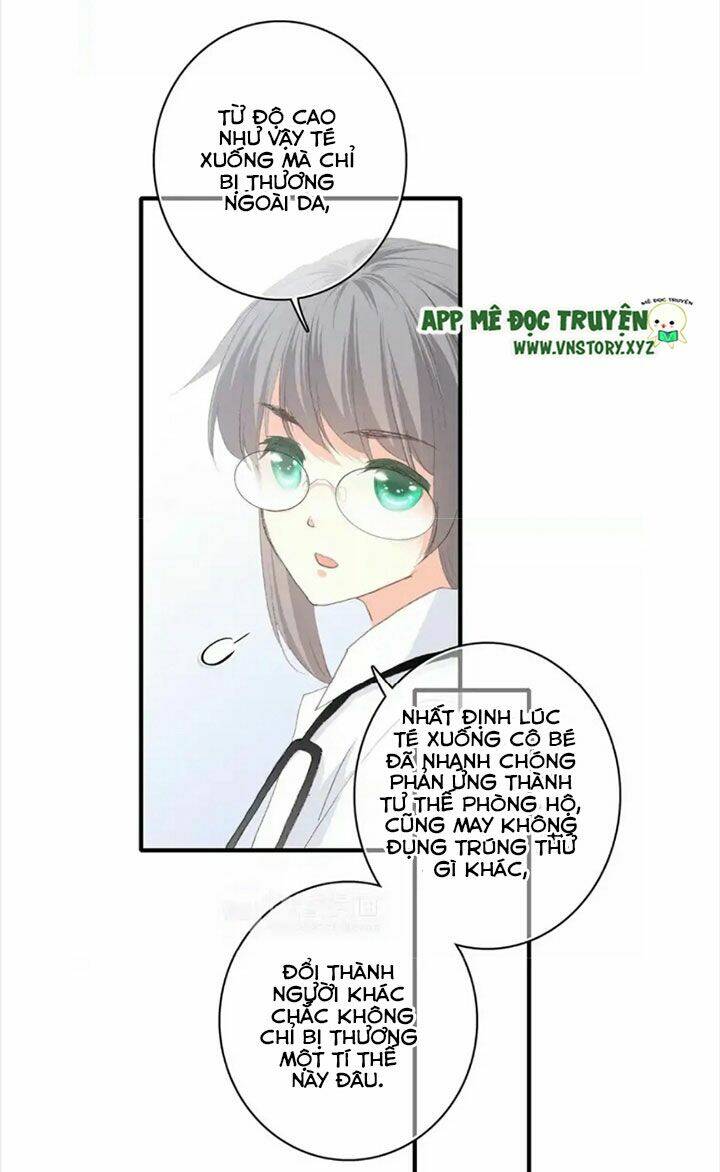 TỪ ĐỘ CAO
NHƯ VẬY TÉ
XUỐNG MÀ CHỈ
BỊ THƯƠNG
NGOÀI DA,
MÊ ĐỌC TRUYỆN
APP MÊ ĐỌC TRUYỆN
WWW.VNSTORY.XYZ
NHẤT ĐỊNH LÚC
TÉ XUỐNG CÔ BÉ
ĐÃ NHANH CHÓNG
PHẢN ỨNG THÀNH
TƯ THẾ PHÒNG HỘ,
CŨNG MAY KHÔNG
ĐỤNG TRÚNG THỨ
GÌ KHÁC,
ĐỔI THÀNH
NGƯỜI KHÁC
CHẮC KHÔNG
CHỈ BỊ THƯƠNG
MỘT TÍ THẾ
NÀY ĐÂU.